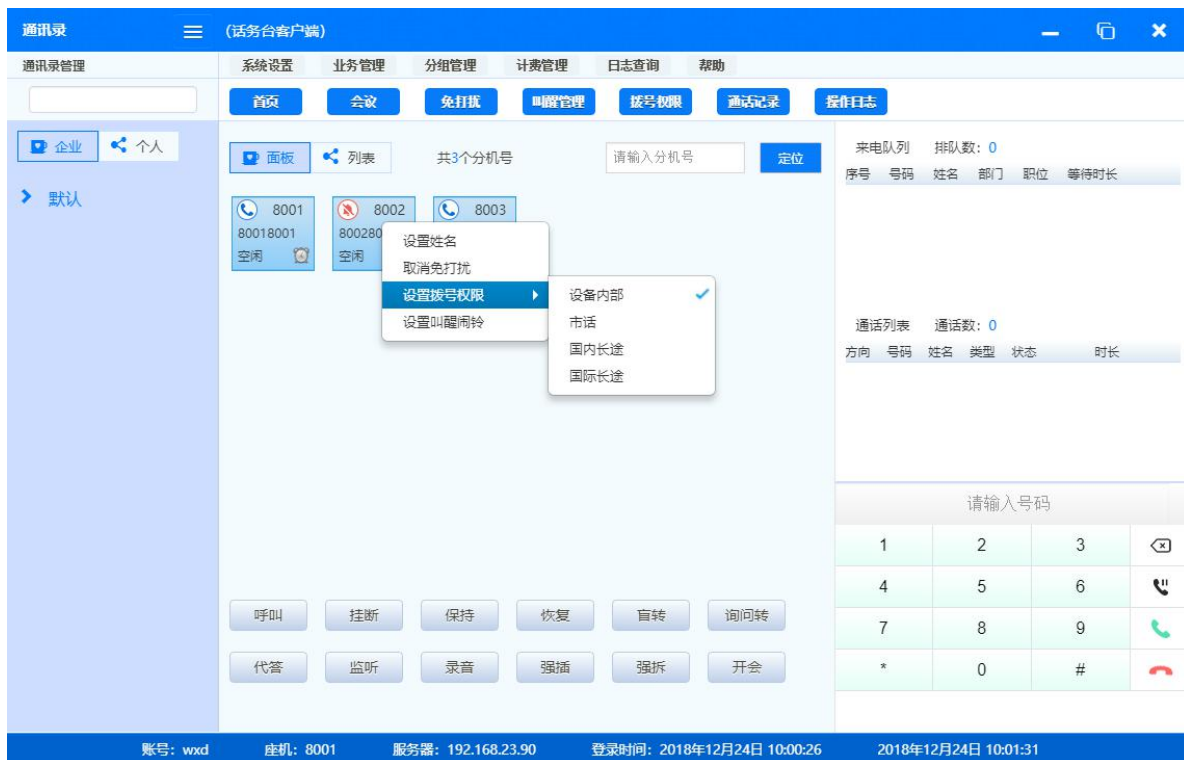 通讯录 (话务台客户端)
通讯录管理 系统设置 业务管理 分组管理 计费管理 日志查询 帮助
首页 会议 免打扰 叫醒管理 拨号权限 通话记录 操作日志
企业 个人
默认
面板 列表 共3个分机号 请输入分机号 定位
8001 8002 8003
80018001 800280
空闲 空闲
设置姓名
取消免打扰
设置拨号权限
设置叫醒闹铃
设备内部
市话
国内长途
国际长途
来电队列 排队数: 0
序号 号码 姓名 部门 职位 等待时长
通话列表 通话数: 0
方向 号码 姓名 类型 状态 时长
请输入号码
1 2 3
4 5 6
7 8 9
* 0 #
呼叫 挂断 保持 恢复 盲转 询问转
代答 监听 录音 强插 强拆 开会
账号: wxd 座机: 8001 服务器: 192.168.23.90 登录时间: 2018年12月24日 10:00:26 2018年12月24日 10:01:31